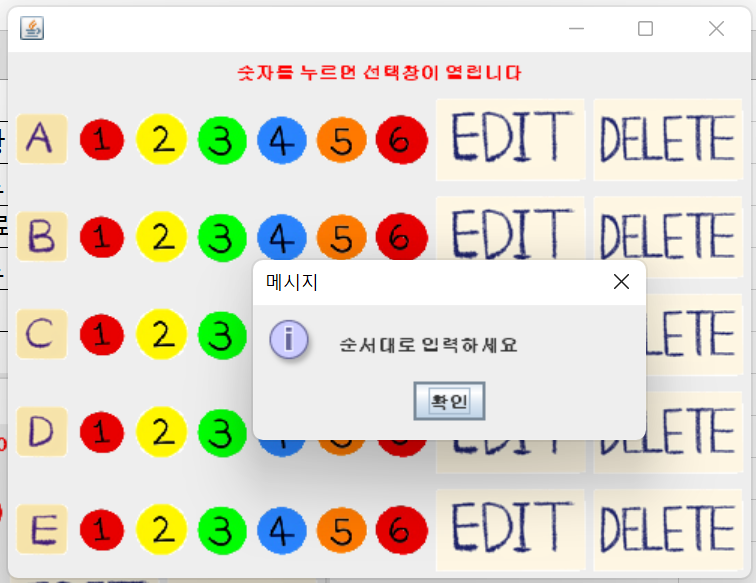 숫자를 누르면 선택창이 열립니다
A 1 2 3 4 5 6 EDIT DELETE
B 1 2 3 4 5 6 EDIT DELETE
메시지
C 1 2 3 LETE
순서대로 입력하세요
확인
D 1 2 3 EDIT DELETE
E 1 2 3 4 5 6 EDIT DELETE